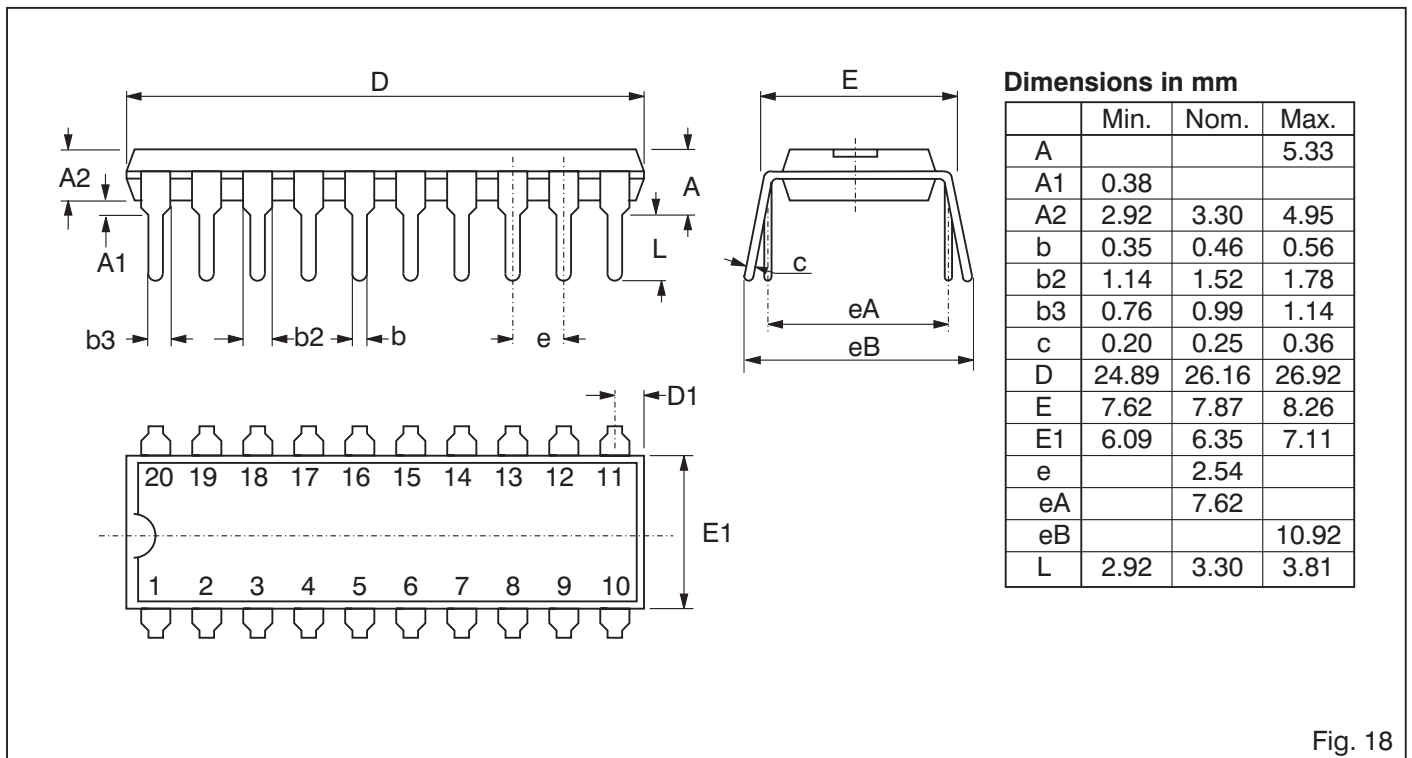 D
E
A2
A
A1
L
c
b3
b2
b
e
eA
eB
D1
20 19 18 17 16 15 14 13 12 11
E1
1 2 3 4 5 6 7 8 9 10
Dimensions in mm
Min. Nom. Max.
A 5.33
A1 0.38
A2 2.92 3.30 4.95
b 0.35 0.46 0.56
b2 1.14 1.52 1.78
b3 0.76 0.99 1.14
c 0.20 0.25 0.36
D 24.89 26.16 26.92
E 7.62 7.87 8.26
E1 6.09 6.35 7.11
e 2.54
eA 7.62
eB 10.92
L 2.92 3.30 3.81
Fig. 18